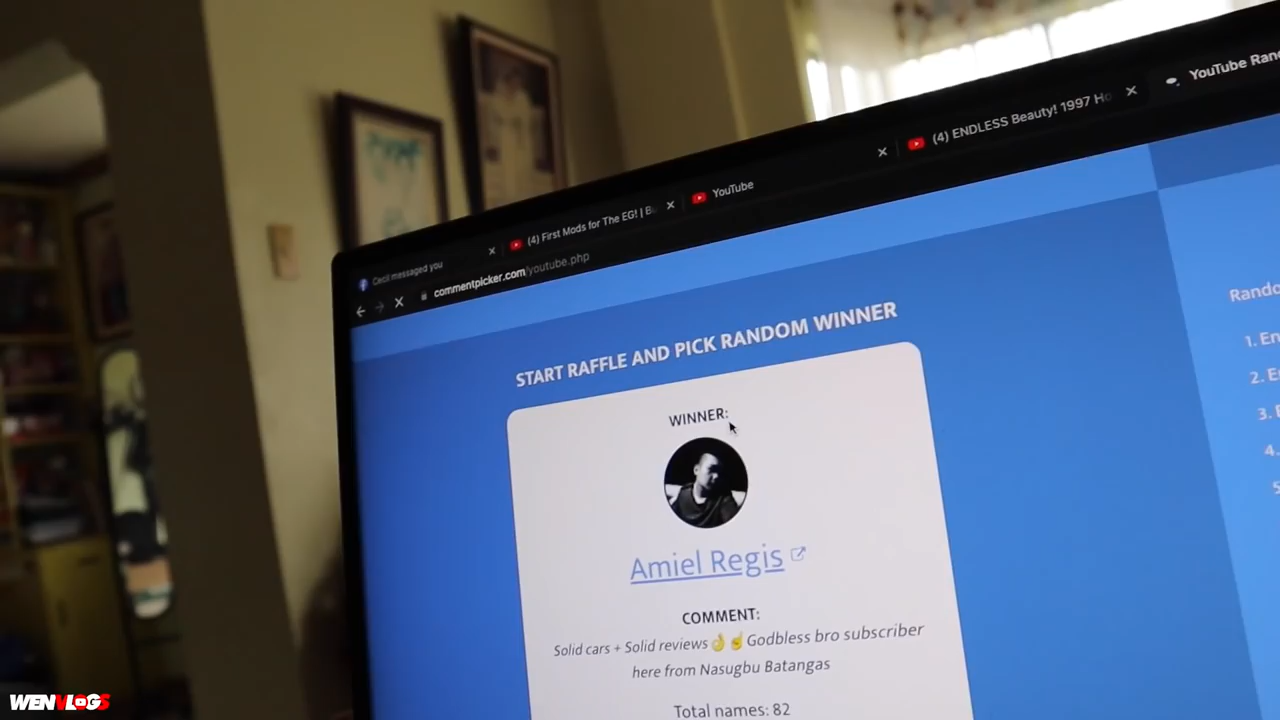 Cecil messaged you
(4) First Mods for The EG! | B
YouTube
(4) ENDLESS Beauty! 1997 Ho
YouTube Ran
commentpicker.com/youtube.php
START RAFFLE AND PICK RANDOM WINNER
WINNER:
Amiel Regis
COMMENT:
Solid cars + Solid reviews👌☝Godbless bro subscriber
here from Nasugbu Batangas
Total names: 82
Rando
1. En
2. E
3.
4.
5
WENVLOGS